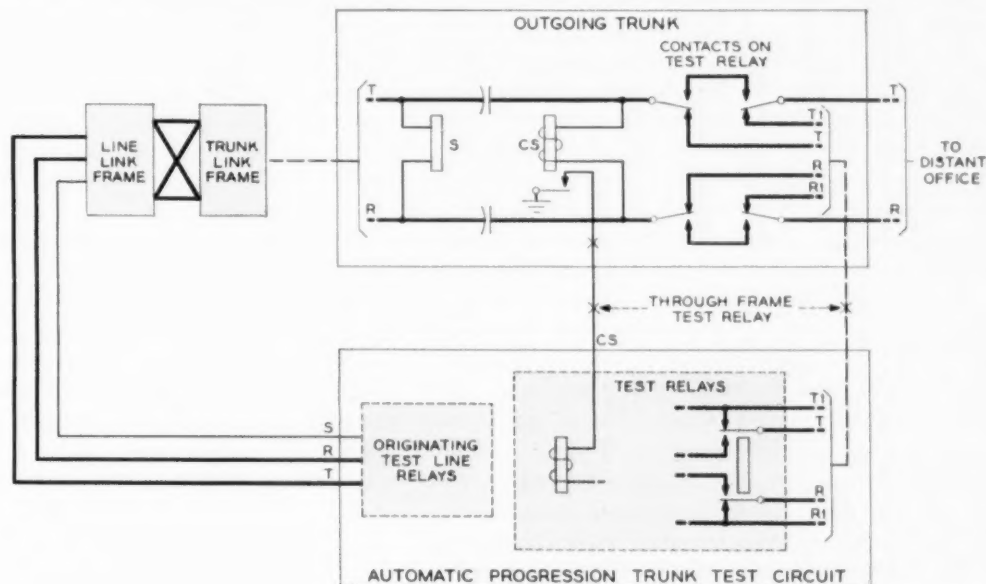 OUTGOING TRUNK
CONTACTS ON
TEST RELAY
T
T
T1
T
LINE
LINK
FRAME
TRUNK
LINK
FRAME
S
CS
R
R1
TO
DISTANT
OFFICE
R
R
THROUGH FRAME
TEST RELAY
CS
TEST RELAYS
T1
T
S
R
T
ORIGINATING
TEST LINE
RELAYS
R
R1
AUTOMATIC PROGRESSION TRUNK TEST CIRCUIT